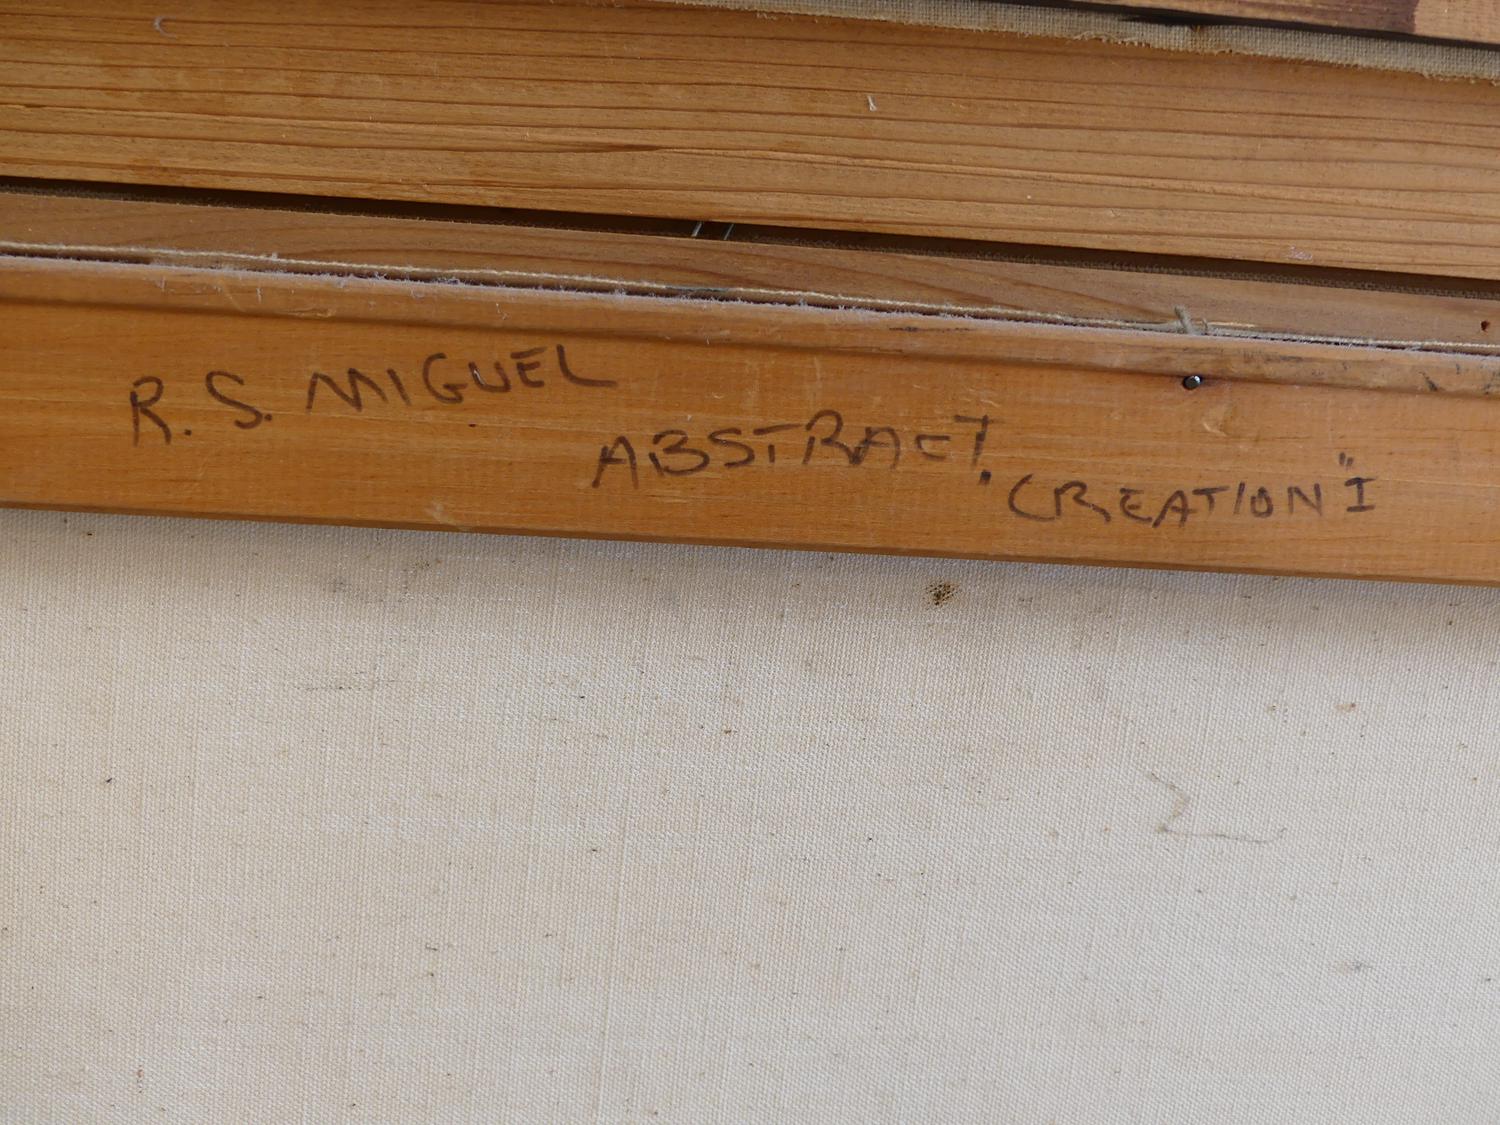 R. S. MIGUEL
ABSTRACT.
CREATION "I